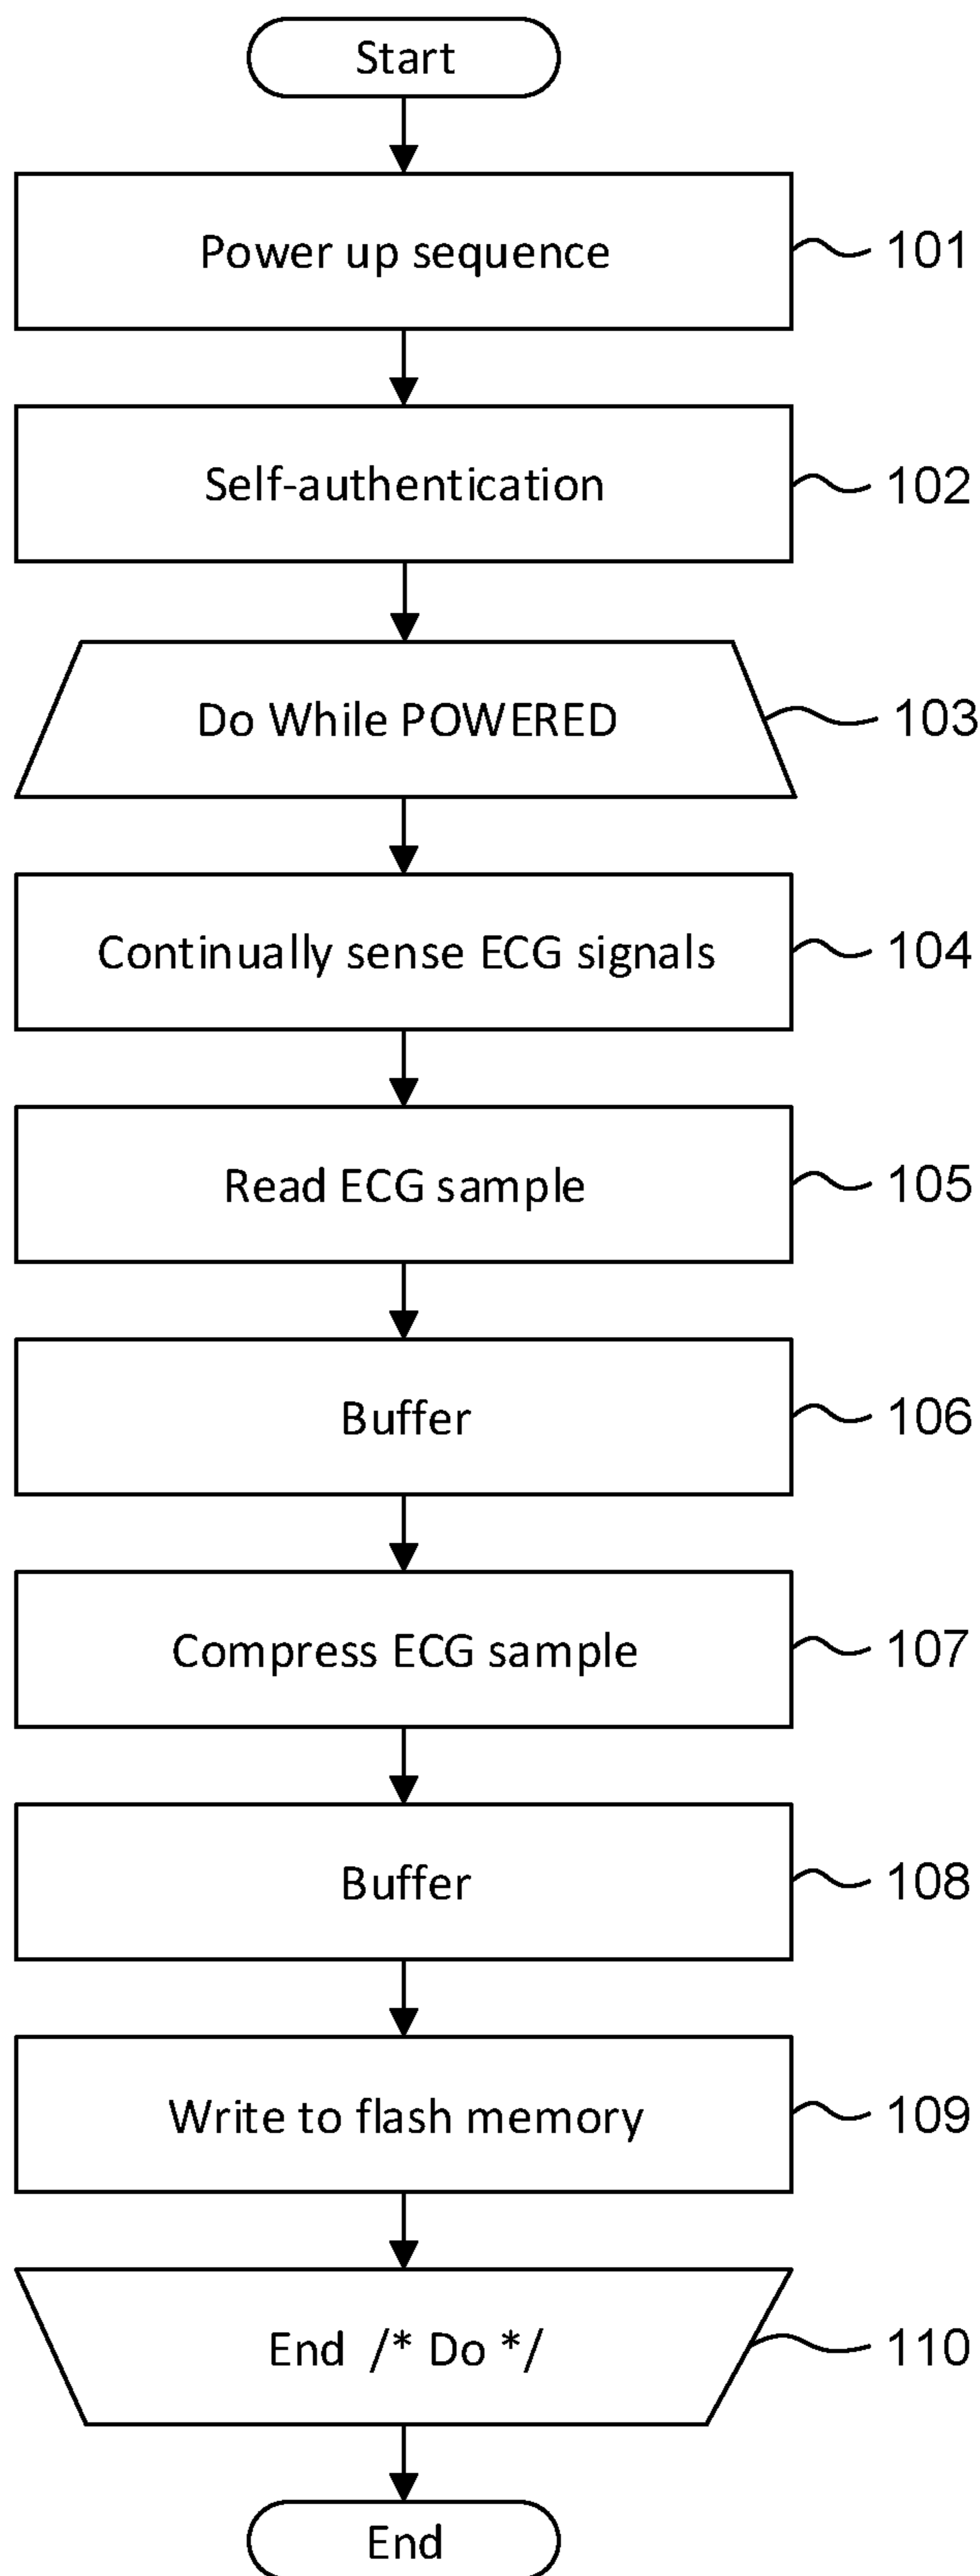 Start
Power up sequence 101
Self-authentication 102
Do While POWERED 103
Continually sense ECG signals 104
Read ECG sample 105
Buffer 106
Compress ECG sample 107
Buffer 108
Write to flash memory 109
End /* Do */ 110
End